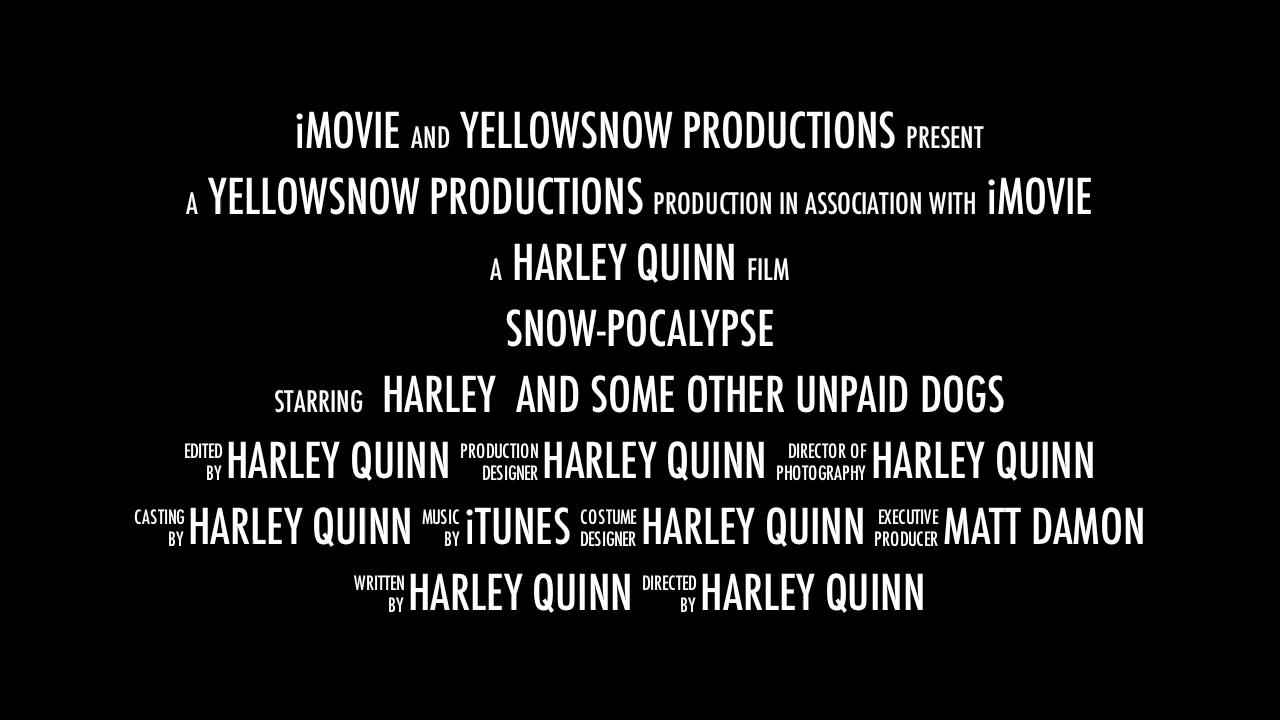 iMOVIE AND YELLOWSNOW PRODUCTIONS PRESENT
A YELLOWSNOW PRODUCTIONS PRODUCTION IN ASSOCIATION WITH iMOVIE
A HARLEY QUINN FILM
SNOW-POCALYPSE
STARRING HARLEY AND SOME OTHER UNPAID DOGS
EDITED BY HARLEY QUINN PRODUCTION DESIGNER HARLEY QUINN DIRECTOR OF PHOTOGRAPHY HARLEY QUINN
CASTING BY HARLEY QUINN MUSIC BY iTUNES COSTUME DESIGNER HARLEY QUINN EXECUTIVE PRODUCER MATT DAMON
WRITTEN BY HARLEY QUINN DIRECTED BY HARLEY QUINN